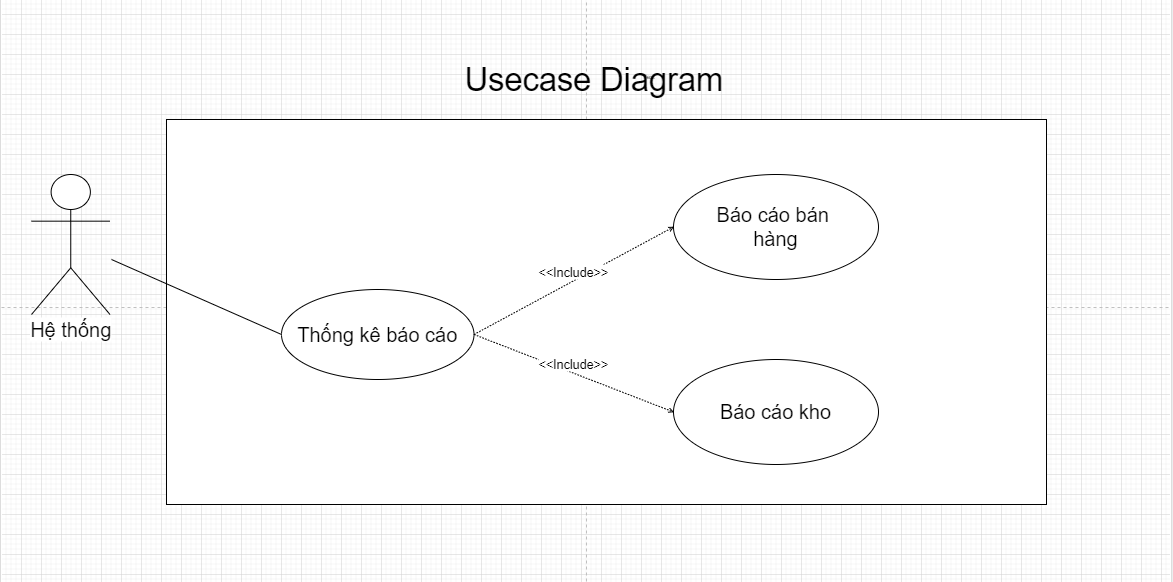 Usecase Diagram
Báo cáo bán
hàng
<<Include>>
Hệ thống
Thống kê báo cáo
<<Include>>
Báo cáo kho